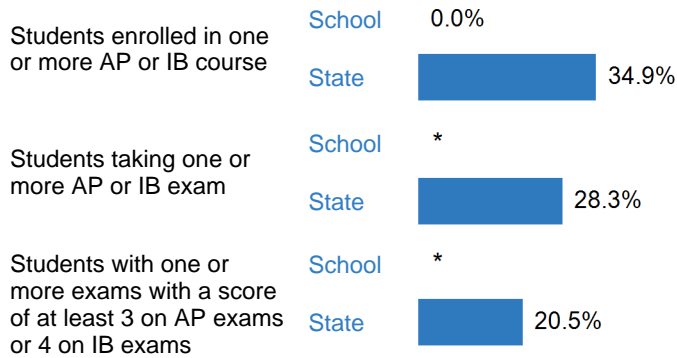 Students enrolled in one
or more AP or IB course
School 0.0%
State 34.9%
Students taking one or
more AP or IB exam
School *
State 28.3%
Students with one or
more exams with a score
of at least 3 on AP exams
or 4 on IB exams
School *
State 20.5%